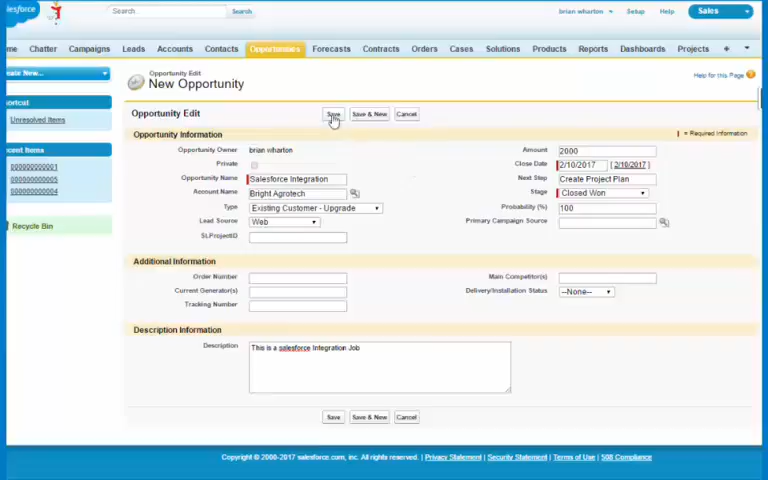 Search...
Search
brian wharton
Setup
Help
Sales
Chatter
Campaigns
Leads
Accounts
Contacts
Opportunities
Forecasts
Contracts
Orders
Cases
Solutions
Products
Reports
Dashboards
Projects
+
Unresolved Items
000000000001
000000000005
000000000004
Recycle Bin
Opportunity Edit
New Opportunity
Help for this Page
Opportunity Edit
Save
Save & New
Cancel
Opportunity Information
= Required Information
Opportunity Owner brian wharton
Amount 2000
Private
Close Date 2/10/2017 [ 2/10/2017 ]
Opportunity Name Salesforce Integration
Next Step Create Project Plan
Account Name Bright Agrotech
Stage Closed Won
Type Existing Customer - Upgrade
Probability (%) 100
Lead Source Web
Primary Campaign Source
SLProjectID
Additional Information
Order Number
Main Competitor(s)
Current Generator(s)
Delivery/Installation Status --None--
Tracking Number
Description Information
Description This is a salesforce Integration Job
Save
Save & New
Cancel
Copyright © 2000-2017 salesforce.com, inc. All rights reserved. | Privacy Statement | Security Statement | Terms of Use | 508 Compliance